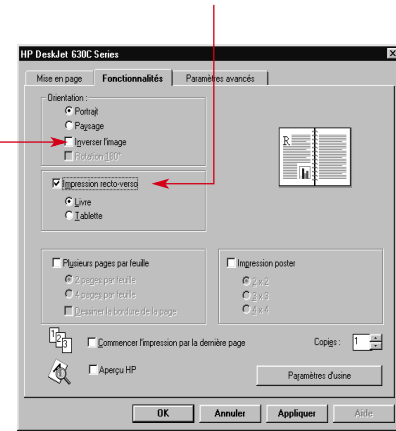 HP DeskJet 630C Series
Mise en page Fonctionnalités Paramètres avancés
Orientation :
Portrait
Paysage
Inverser l'image
Rotation 180°
Impression recto-verso
Livre
Tablette
R
Plusieurs pages par feuille
2 pages par feuille
4 pages par feuille
Dessiner la bordure de la page
Impression poster
2 x 2
3 x 3
4 x 4
1 2 3
Commencer l'impression par la dernière page
Copies : 1
Aperçu HP
Paramètres d'usine
OK Annuler Appliquer Aide